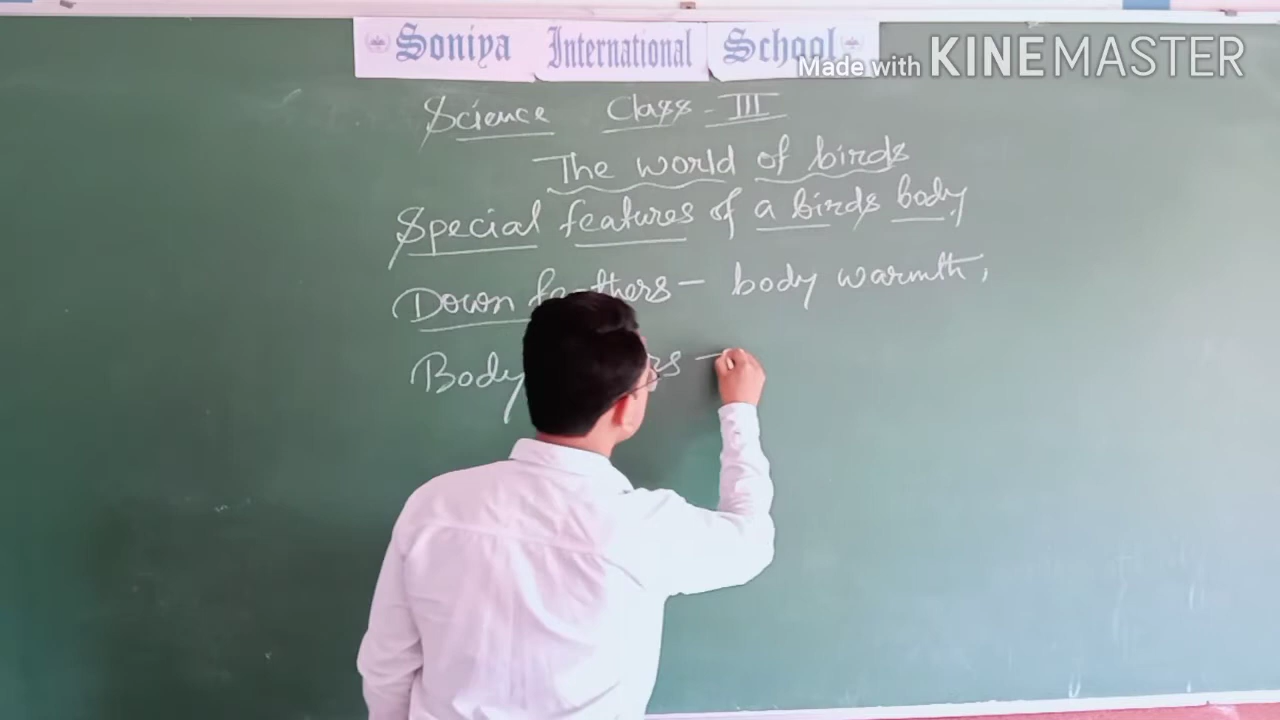 Soniya International School
Made with KINEMASTER
Science Class - III
The world of birds
Special features of a birds body
Down feathers - body warmth,
Body